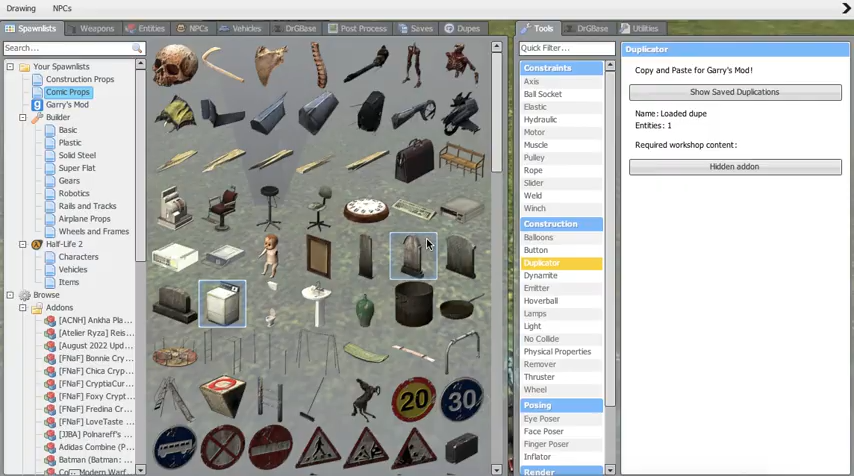 Drawing NPCs
Spawnlists Weapons Entities NPCs Vehicles DrGBase Post Process Saves Dupes
Search...
Your Spawnlists
Construction Props
Comic Props
Garry's Mod
Builder
Basic
Plastic
Solid Steel
Super Flat
Gears
Robotics
Rails and Tracks
Airplane Props
Wheels and Frames
Half-Life 2
Characters
Vehicles
Items
Browse
Addons
[ACNH] Ankha Pla...
[Atelier Ryza] Reis...
[August 2022 Upd...
[FNaF] Bonnie Cry...
[FNaF] Chica Cryp...
[FNaF] CryptiaCur...
[FNaF] Foxy Crypt...
[FNaF] Fredina Cr...
[FNaF] LoveTaste ...
[JJBA] Polnareff's ...
Adidas Combine (P...
Batman (Batman: ...
20
30
Tools DrGBase Utilities
Quick Filter...
Constraints
Axis
Ball Socket
Elastic
Hydraulic
Motor
Muscle
Pulley
Rope
Slider
Weld
Winch
Construction
Balloons
Button
Duplicator
Dynamite
Emitter
Hoverball
Lamps
Light
No Collide
Physical Properties
Remover
Thruster
Wheel
Posing
Eye Poser
Face Poser
Finger Poser
Inflator
Render
Duplicator
Copy and Paste for Garry's Mod!
Show Saved Duplications
Name: Loaded dupe
Entities: 1
Required workshop content:
Hidden addon